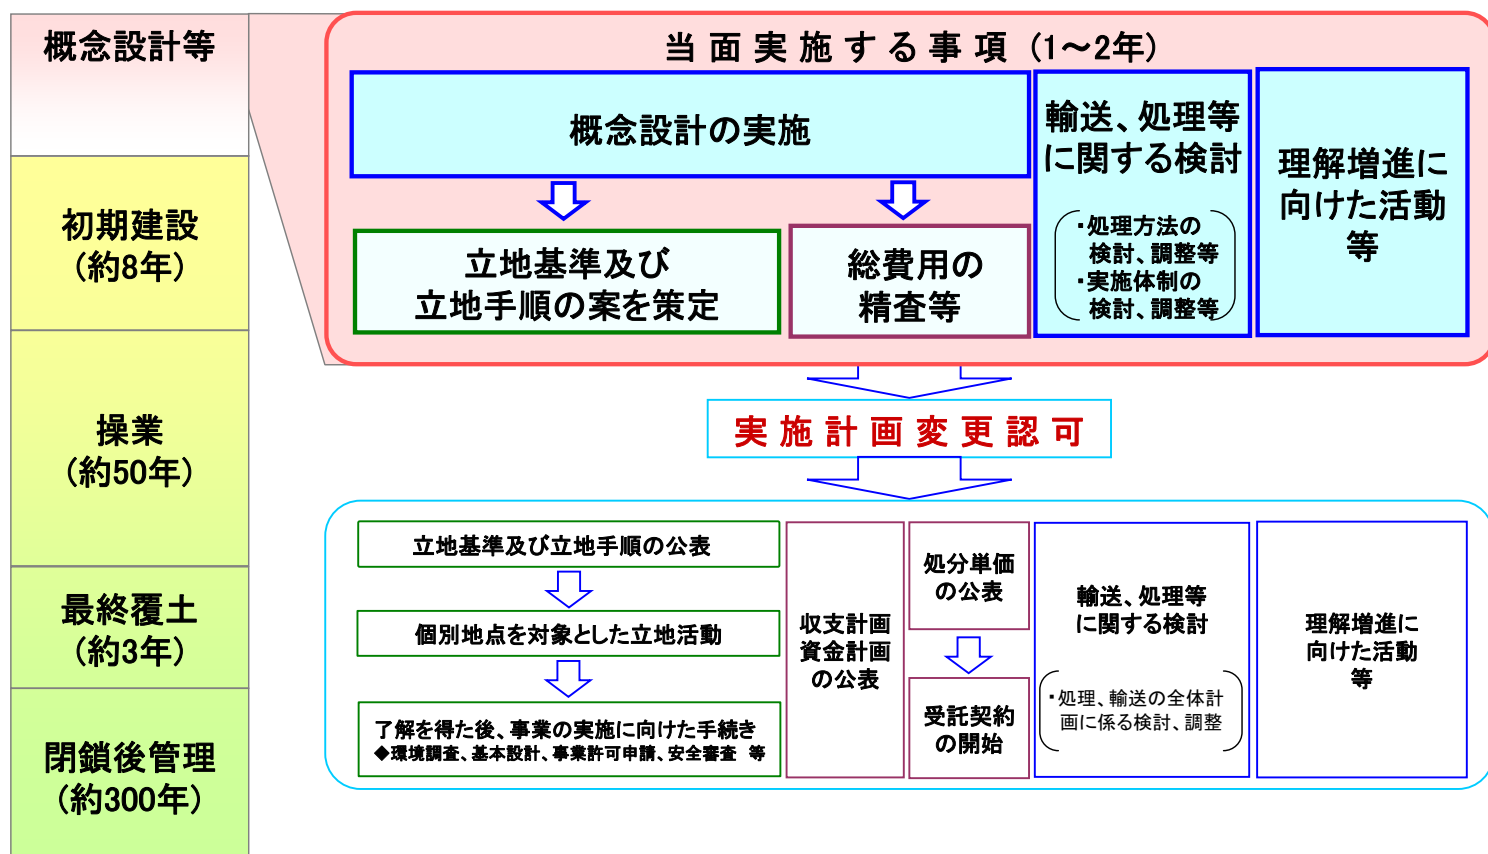 概念設計等
初期建設
（約8年）
操業
（約50年）
最終覆土
（約3年）
閉鎖後管理
（約300年）
当面実施する事項（1～2年）
概念設計の実施
立地基準及び
立地手順の案を策定
総費用の
精査等
輸送、処理等
に関する検討
・処理方法の
検討、調整等
・実施体制の
検討、調整等
理解増進に
向けた活動
等
実施計画変更認可
立地基準及び立地手順の公表
個別地点を対象とした立地活動
了解を得た後、事業の実施に向けた手続き
◆環境調査、基本設計、事業許可申請、安全審査　等
収支計画
資金計画
の公表
処分単価
の公表
受託契約
の開始
輸送、処理等
に関する検討
・処理、輸送の全体計
画に係る検討、調整
理解増進に
向けた活動
等